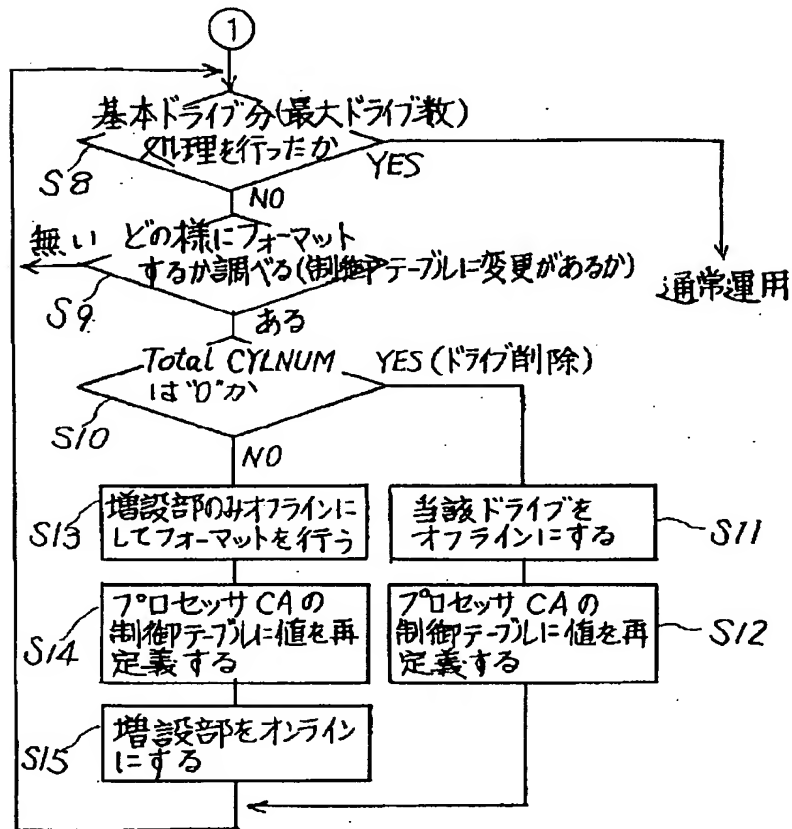 1
基本ドライブ分(最大ドライブ数)
処理を行ったか
S8
YES
NO
無い
どの様にフォーマット
するか調べる(制御テーブルに変更があるか)
通常運用
S9
ある
Total CYLNUM
は"0"か
YES(ドライブ削除)
S10
NO
増設部のみオフラインに
してフォーマットを行う
S13
当該ドライブを
オフラインにする
S11
プロセッサ CAの
制御テーブルに値を再
定義する
S14
プロセッサ CAの
制御テーブルに値を再
定義する
S12
増設部をオンライン
にする
S15